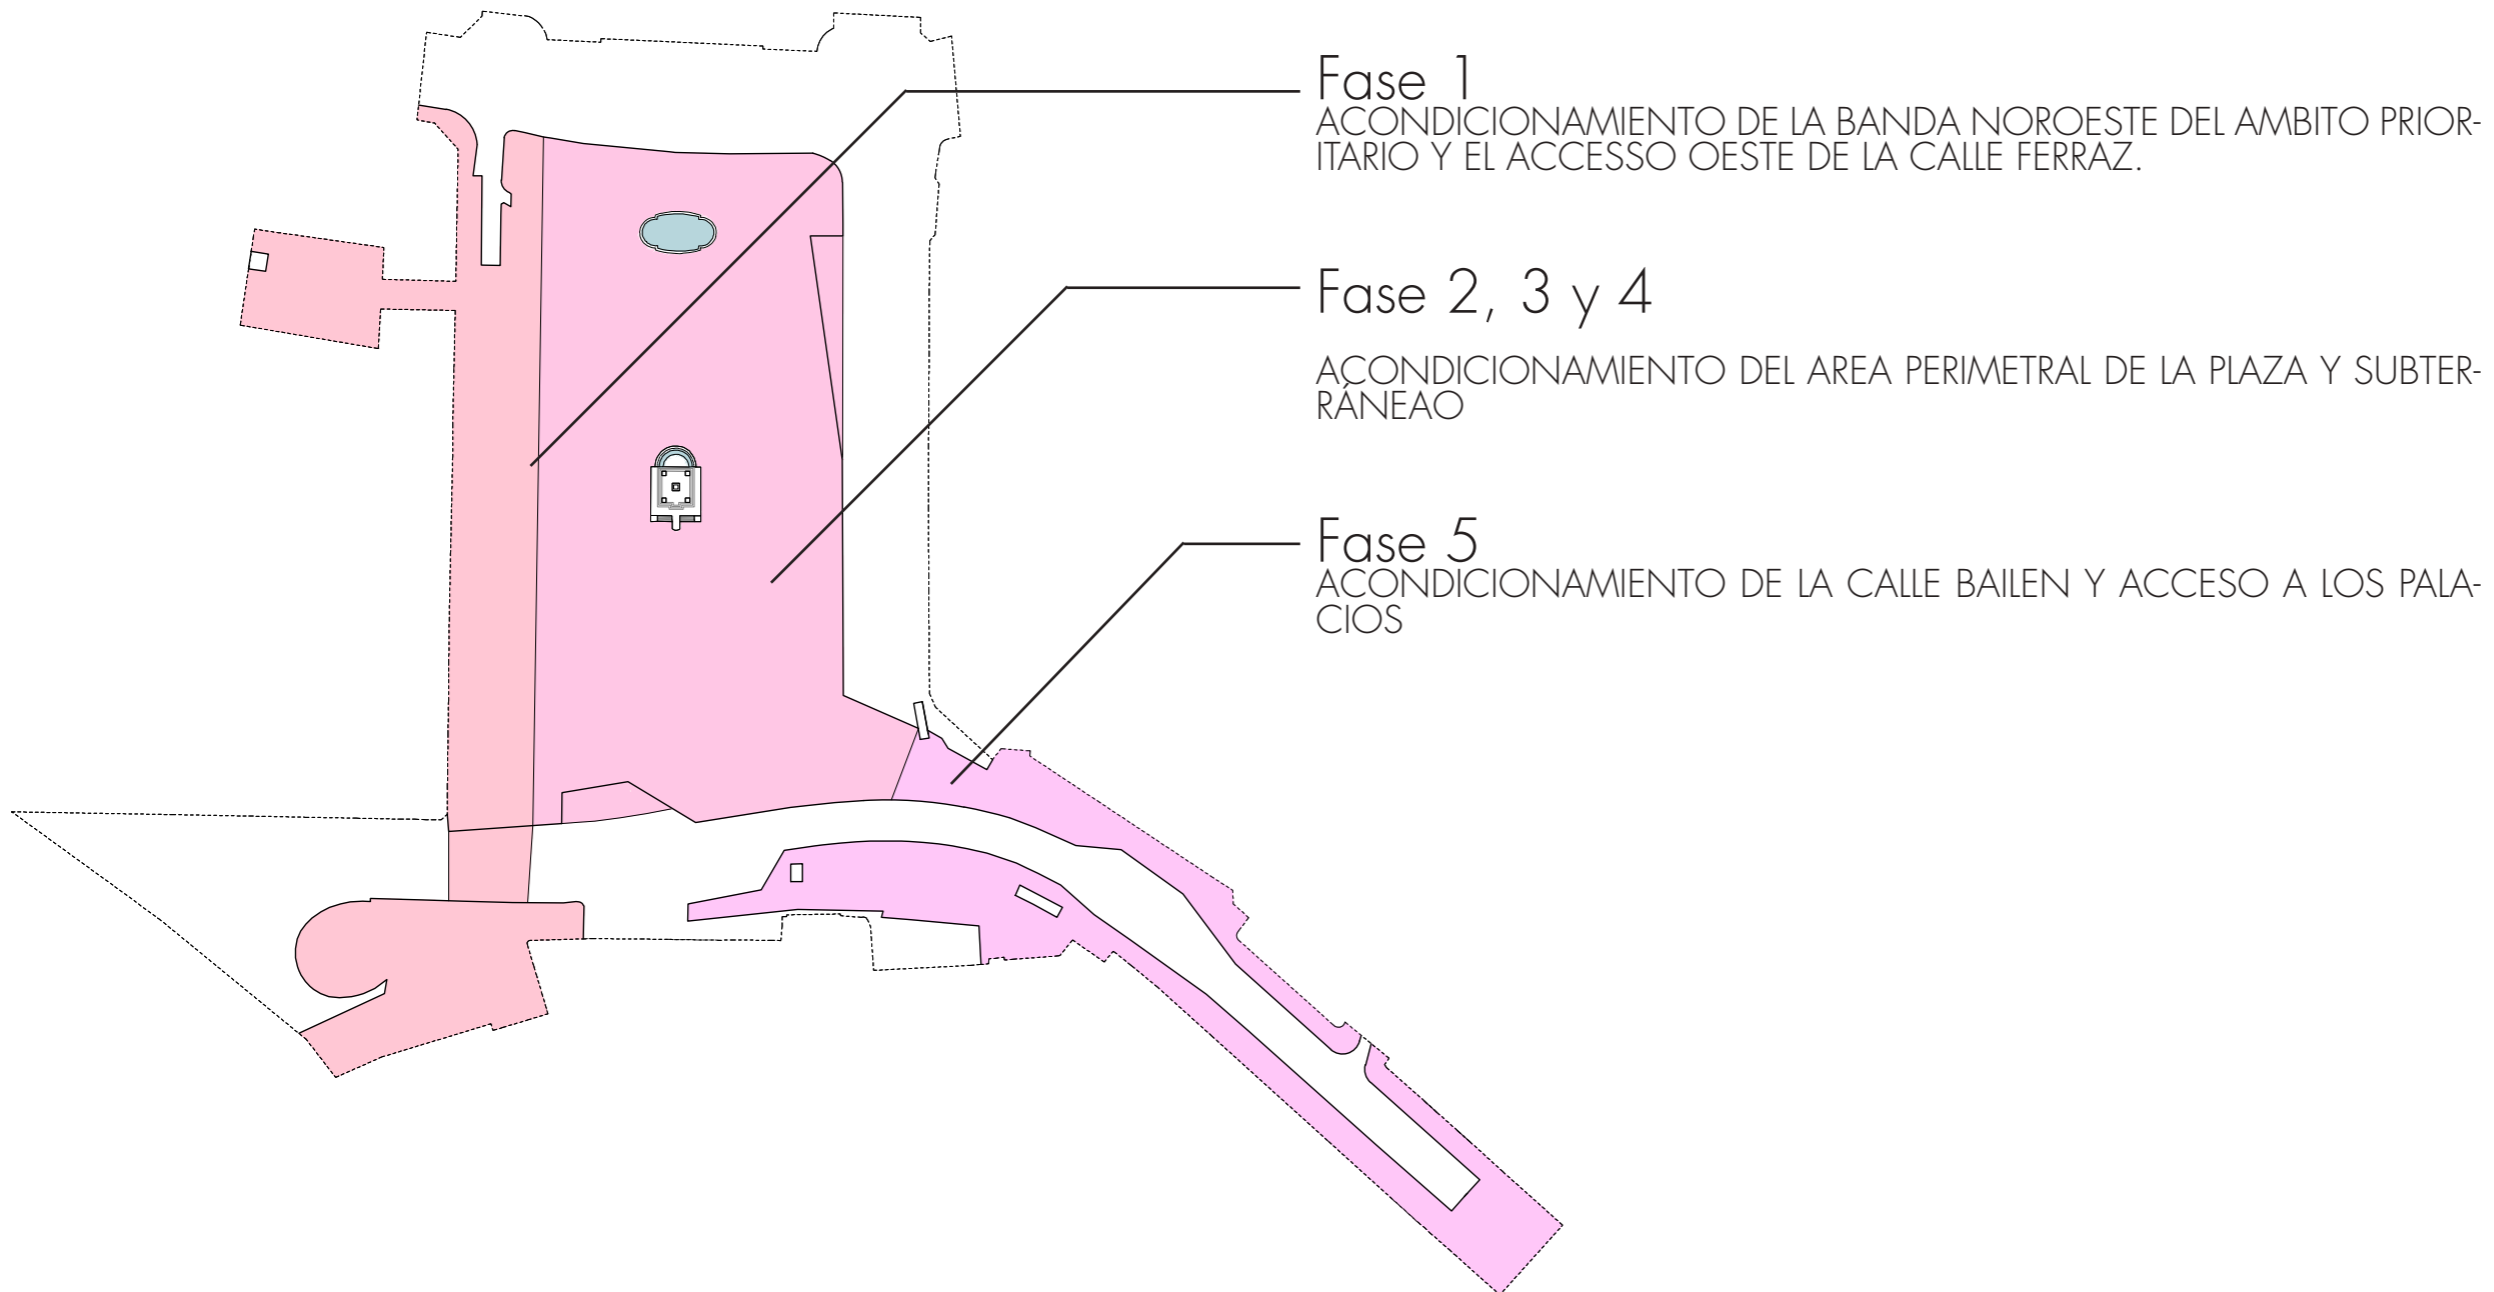 Fase 1
ACONDICIONAMIENTO DE LA BANDA NOROESTE DEL AMBITO PRIOR-
ITARIO Y EL ACCESSO OESTE DE LA CALLE FERRAZ.
Fase 2, 3 y 4
ACONDICIONAMIENTO DEL AREA PERIMETRAL DE LA PLAZA Y SUBTER-
RÁNEAO
Fase 5
ACONDICIONAMIENTO DE LA CALLE BAILEN Y ACCESO A LOS PALA-
CIOS